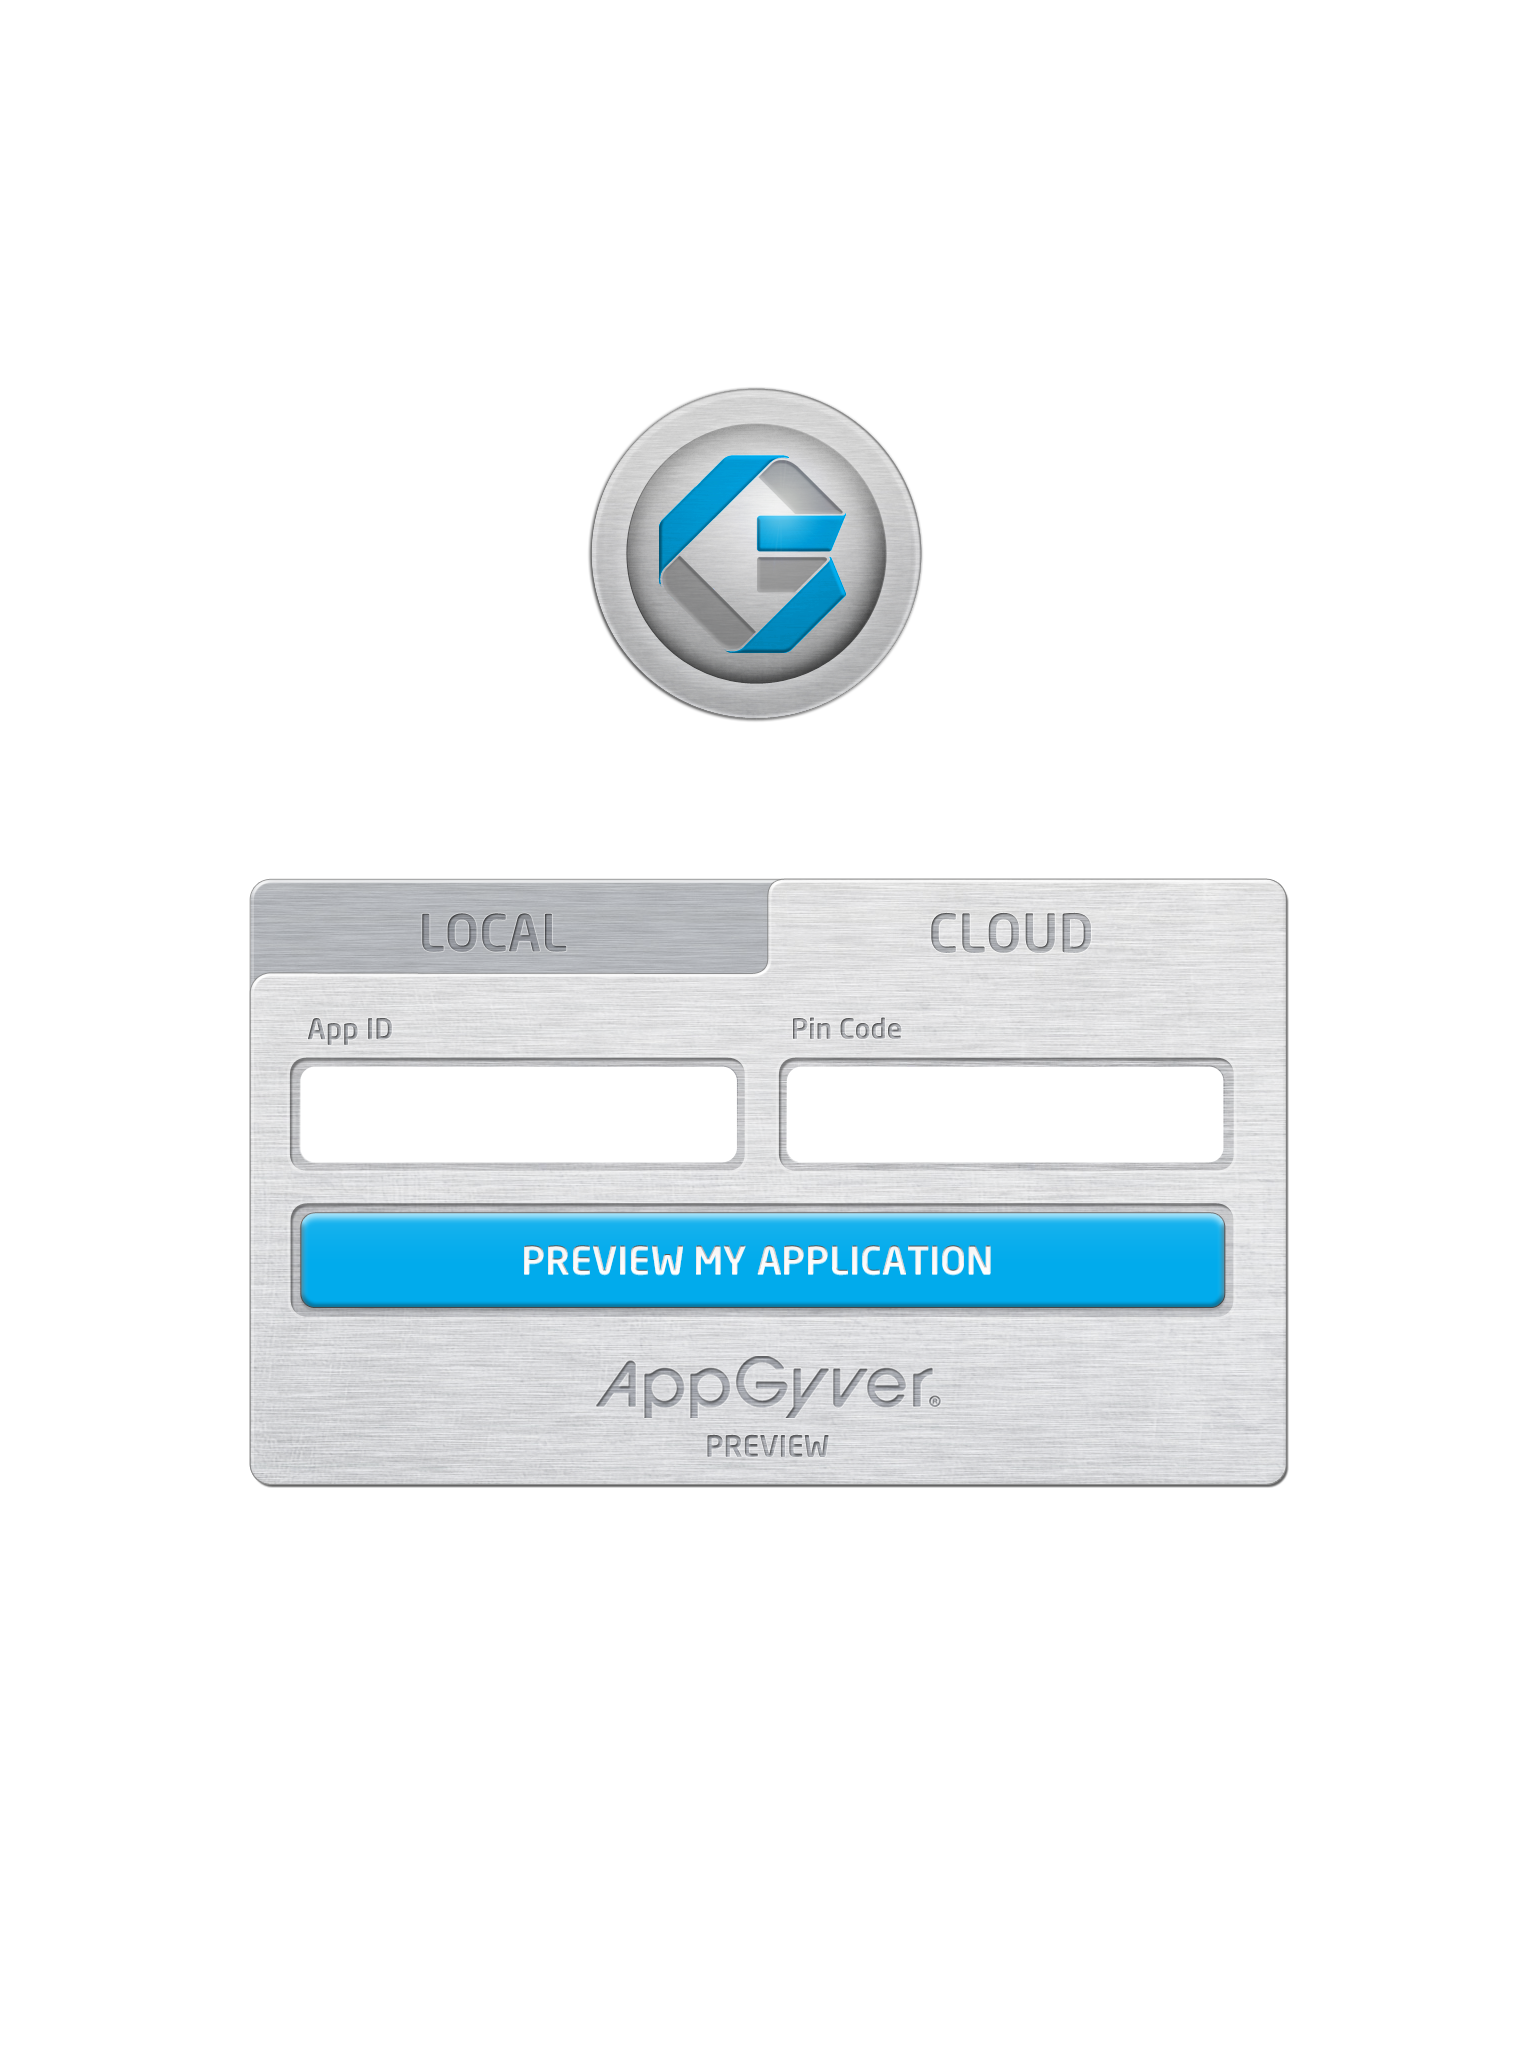 LOCAL
CLOUD
App ID
Pin Code
PREVIEW MY APPLICATION
AppGyver®
PREVIEW